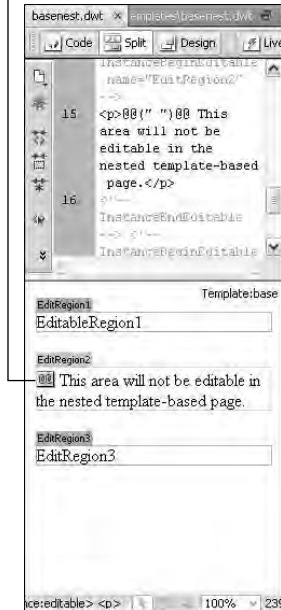 basenest.dwt × emplates\basenest.dwt
Code Split Design Live
InstanceBeginEditable
name="EditRegion2"
-->
15 <p>@@(" ")@@ This
area will not be
editable in the
nested template-based
page.</p>
16 <!--
InstanceEndEditable
--> <!--
InstanceBeginEditable
Template:base
EditRegion1
EditableRegion1
EditRegion2
@@ This area will not be editable in
the nested template-based page.
EditRegion3
EditRegion3
ce:editable> <p> 100% 239